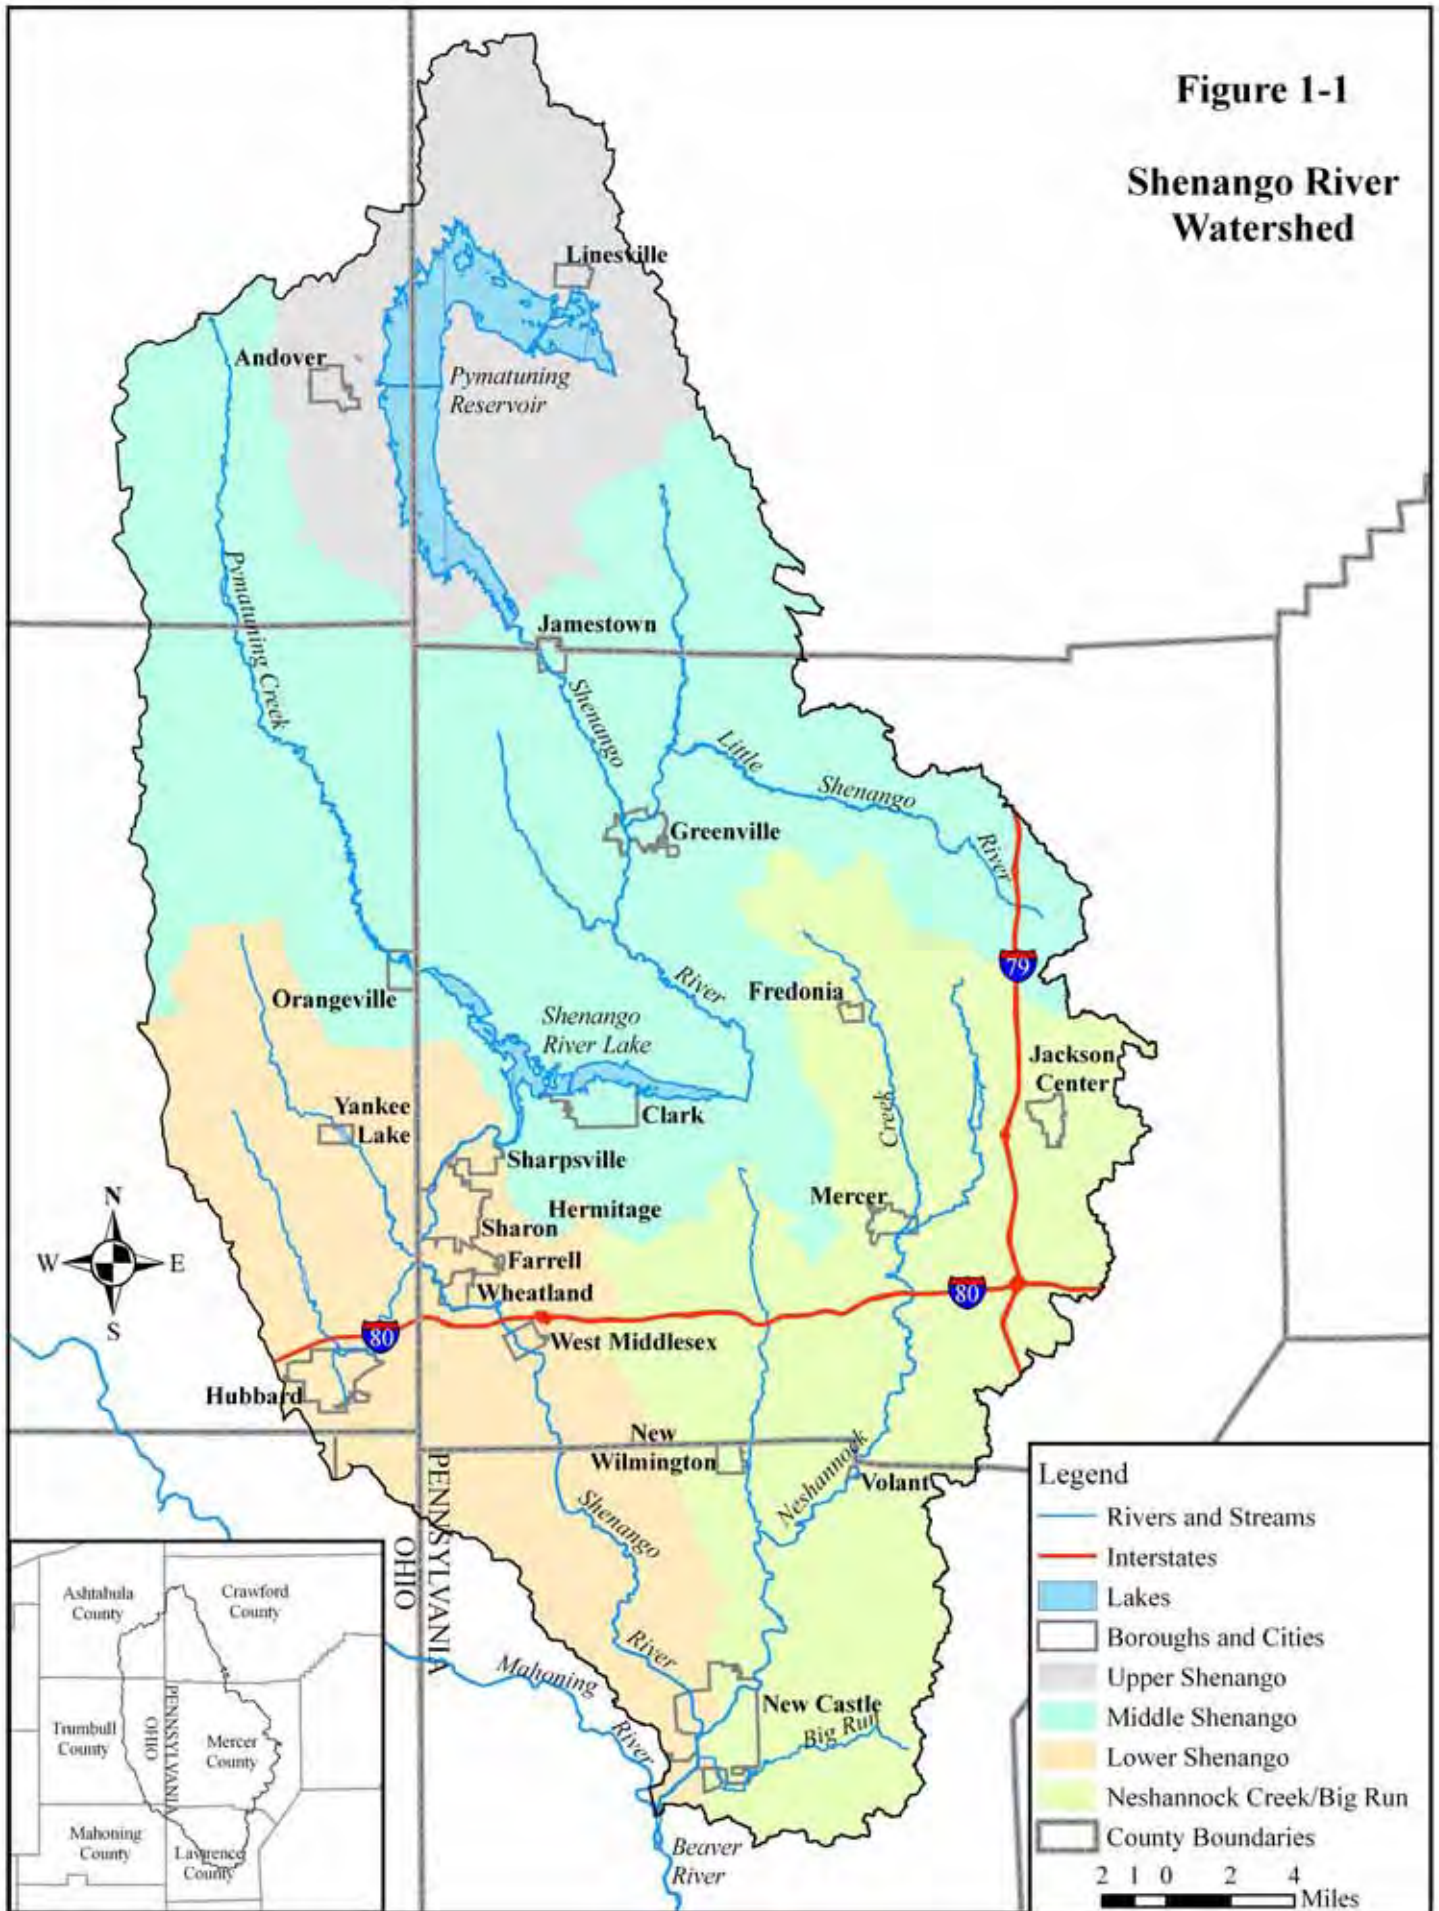 Figure 1-1
Shenango River
Watershed
Linesville
Andover
Pymatuning
Reservoir
Pymatuning Creek
Jamestown
Shenango
Little
Shenango
River
Greenville
River
79
Fredonia
Orangeville
Shenango
River Lake
Jackson
Center
Yankee
Lake
Clark
Creek
Sharpsville
Mercer
Hermitage
Sharon
Farrell
Wheatland
N
W
E
S
80
80
West Middlesex
Hubbard
New
Wilmington
Neshannock
Volant
PENNSYLVANIA
OHIO
Shenango
River
Mahoning
River
New Castle
Big Run
Beaver
River
Ashtabula
County
Crawford
County
Trumbull
County
OHIO
PENNSYLVANIA
Mercer
County
Mahoning
County
Lawrence
County
Legend
Rivers and Streams
Interstates
Lakes
Boroughs and Cities
Upper Shenango
Middle Shenango
Lower Shenango
Neshannock Creek/Big Run
County Boundaries
2 1 0 2 4
Miles